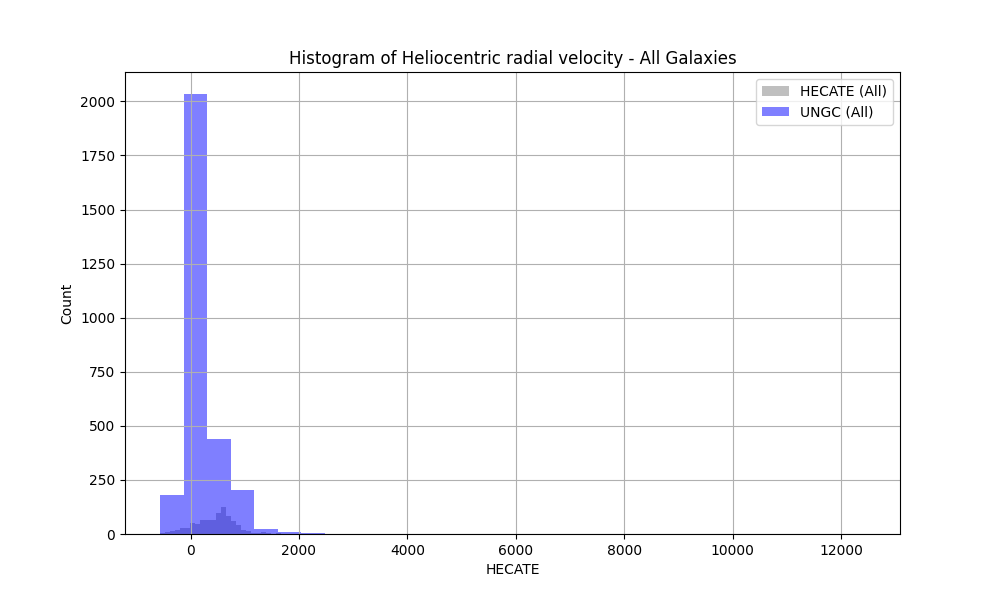 Histogram of Heliocentric radial velocity - All Galaxies
HECATE (All)
UNGC (All)
2000
1750
1500
1250
1000
750
500
250
0
Count
0 2000 4000 6000 8000 10000 12000
HECATE